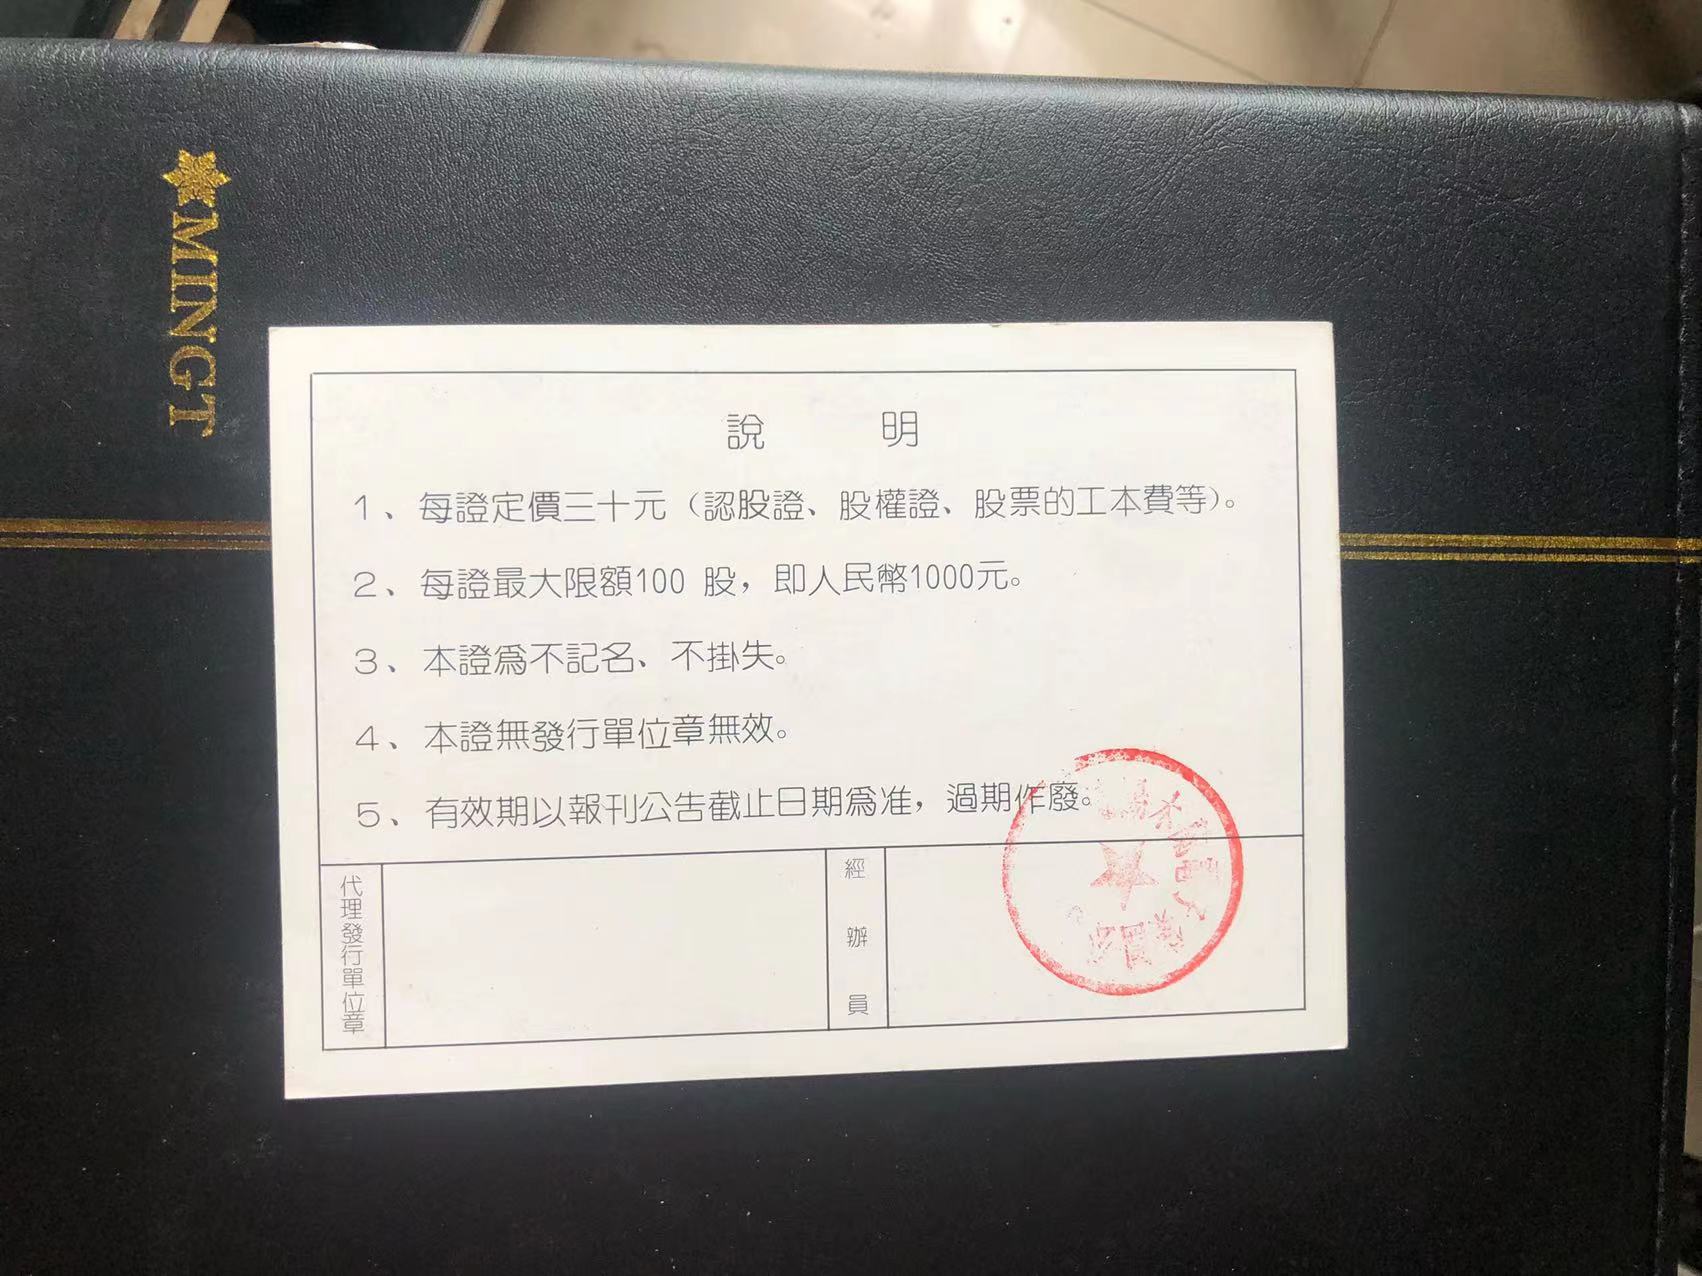 MINGT
說 明
1、每證定價三十元（認股證、股權證、股票的工本費等）。
2、每證最大限額100 股，即人民幣1000元。
3、本證爲不記名、不掛失。
4、本證無發行單位章無效。
5、有效期以報刊公告截止日期爲准，過期作廢。
代理發行單位章
經辦員